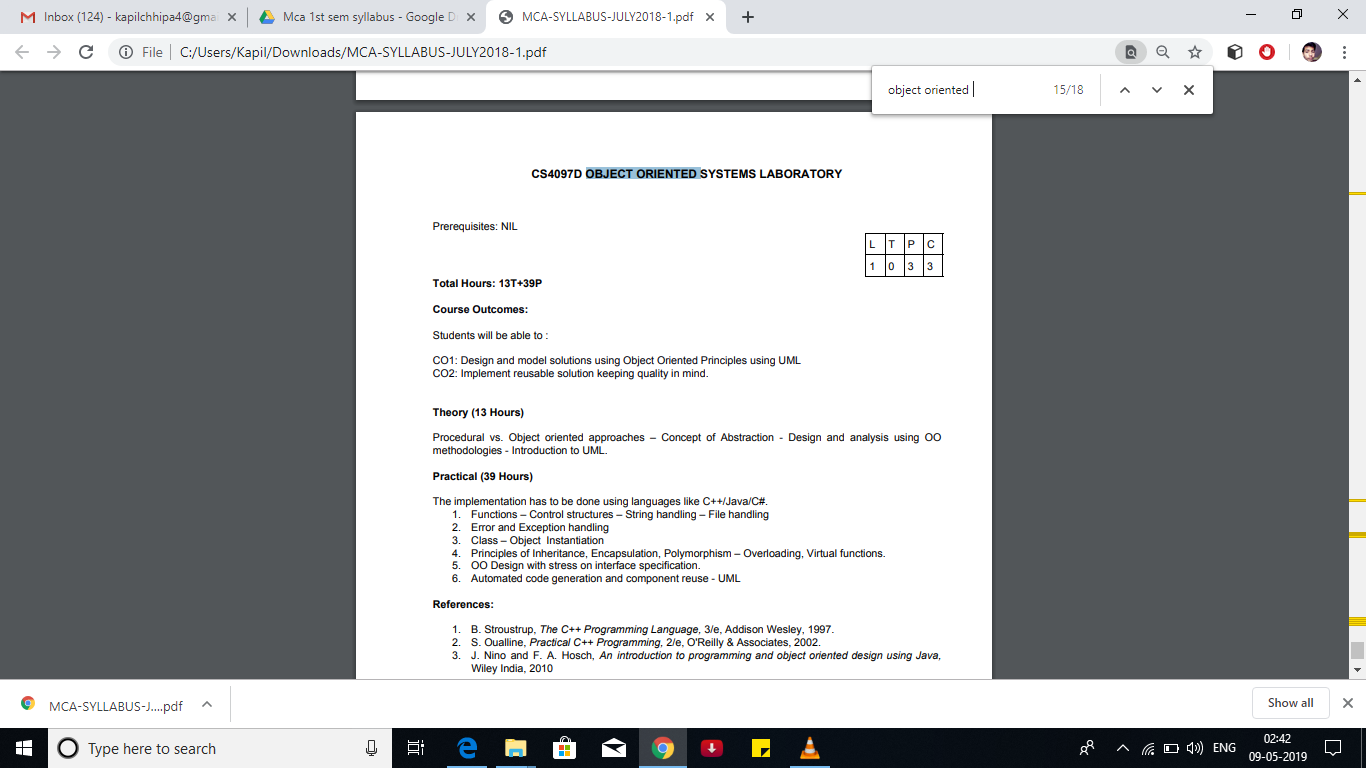 Inbox (124) - kapilchhipa4@gma
Mca 1st sem syllabus - Google D
MCA-SYLLABUS-JULY2018-1.pdf
File C:/Users/Kapil/Downloads/MCA-SYLLABUS-JULY2018-1.pdf
object oriented 15/18
CS4097D OBJECT ORIENTED SYSTEMS LABORATORY
Prerequisites: NIL
L T P C
1 0 3 3
Total Hours: 13T+39P
Course Outcomes:
Students will be able to :
CO1: Design and model solutions using Object Oriented Principles using UML
CO2: Implement reusable solution keeping quality in mind.
Theory (13 Hours)
Procedural vs. Object oriented approaches – Concept of Abstraction - Design and analysis using OO
methodologies - Introduction to UML.
Practical (39 Hours)
The implementation has to be done using languages like C++/Java/C#.
1. Functions – Control structures – String handling – File handling
2. Error and Exception handling
3. Class – Object Instantiation
4. Principles of Inheritance, Encapsulation, Polymorphism – Overloading, Virtual functions.
5. OO Design with stress on interface specification.
6. Automated code generation and component reuse - UML
References:
1. B. Stroustrup, The C++ Programming Language, 3/e, Addison Wesley, 1997.
2. S. Oualline, Practical C++ Programming, 2/e, O'Reilly & Associates, 2002.
3. J. Nino and F. A. Hosch, An introduction to programming and object oriented design using Java,
Wiley India, 2010
MCA-SYLLABUS-J....pdf
Show all
Type here to search
ENG
02:42
09-05-2019